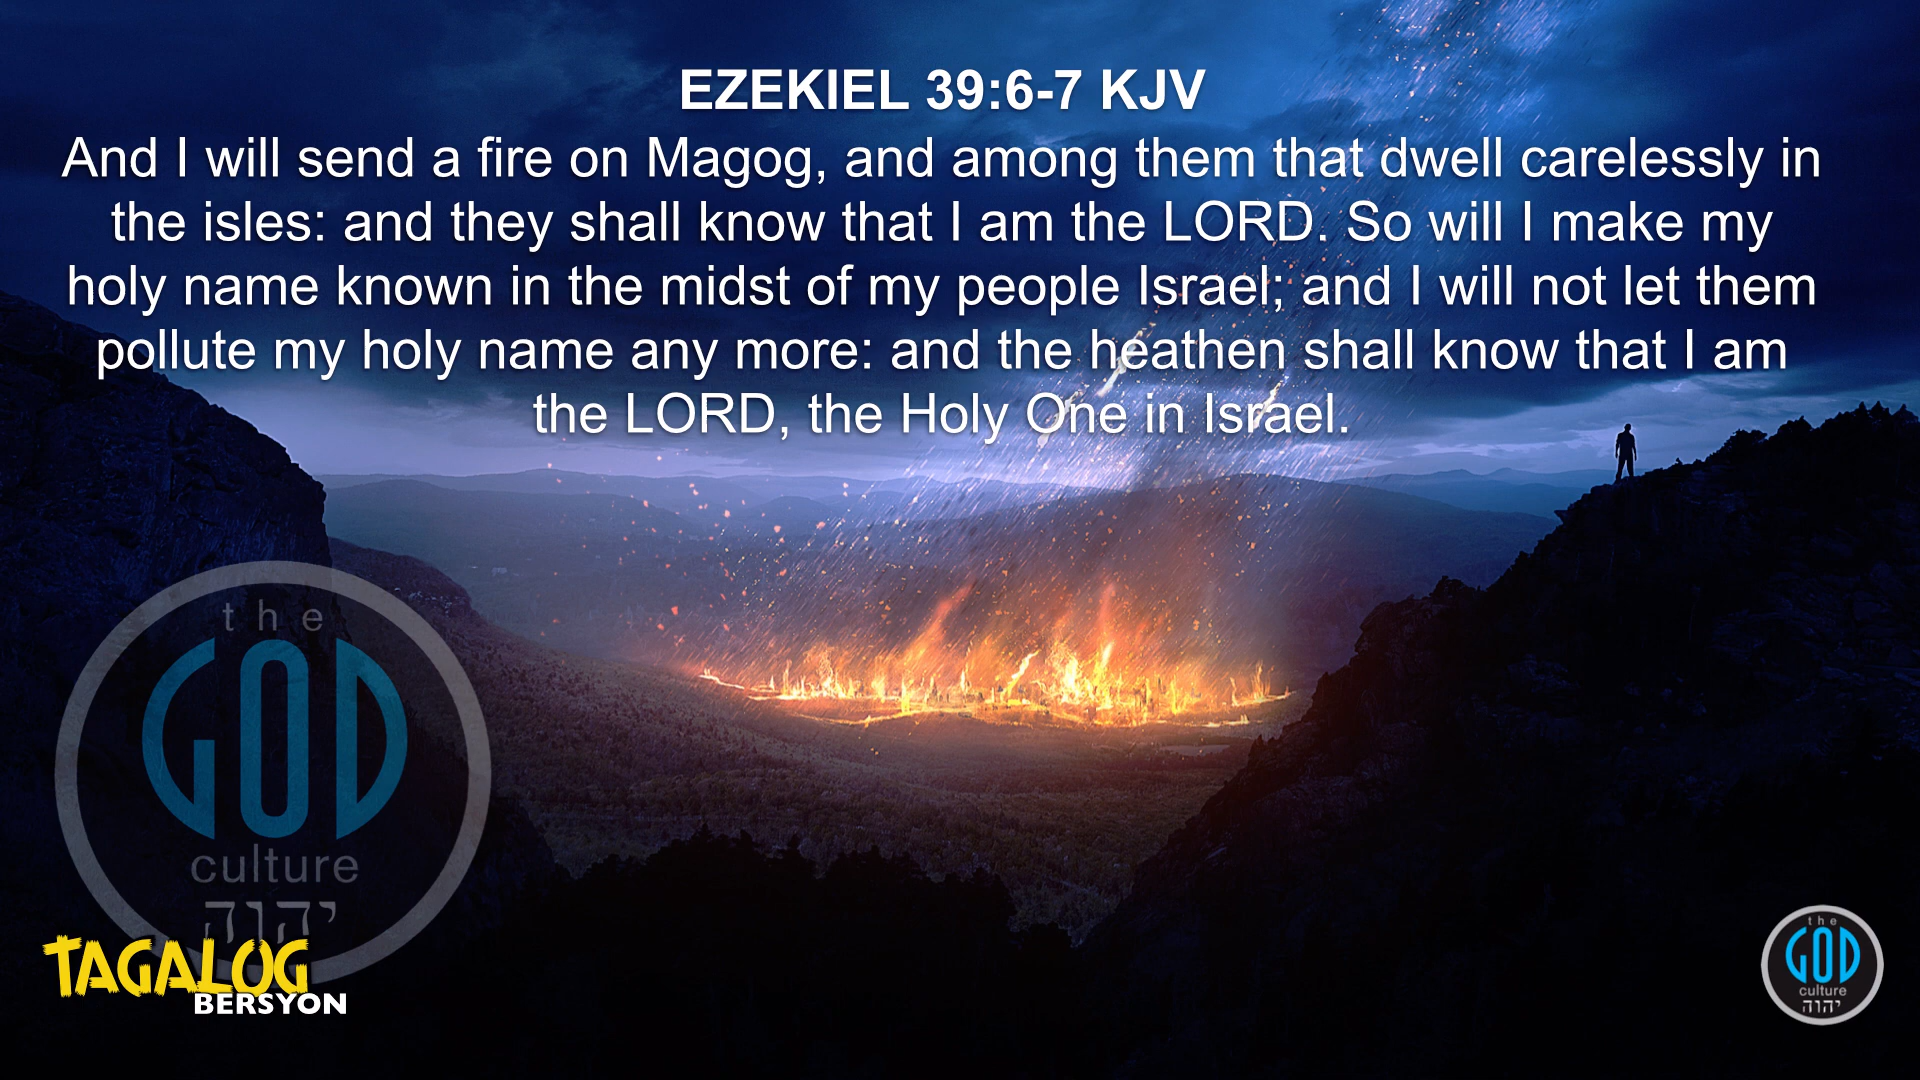 EZEKIEL 39:6-7 KJV
And I will send a fire on Magog, and among them that dwell carelessly in
the isles: and they shall know that I am the LORD. So will I make my
holy name known in the midst of my people Israel; and I will not let them
pollute my holy name any more: and the heathen shall know that I am
the LORD, the Holy One in Israel.
the
GOD
culture
יהוה
TAGALOG
BERSYON
the
GOD
culture
יהוה